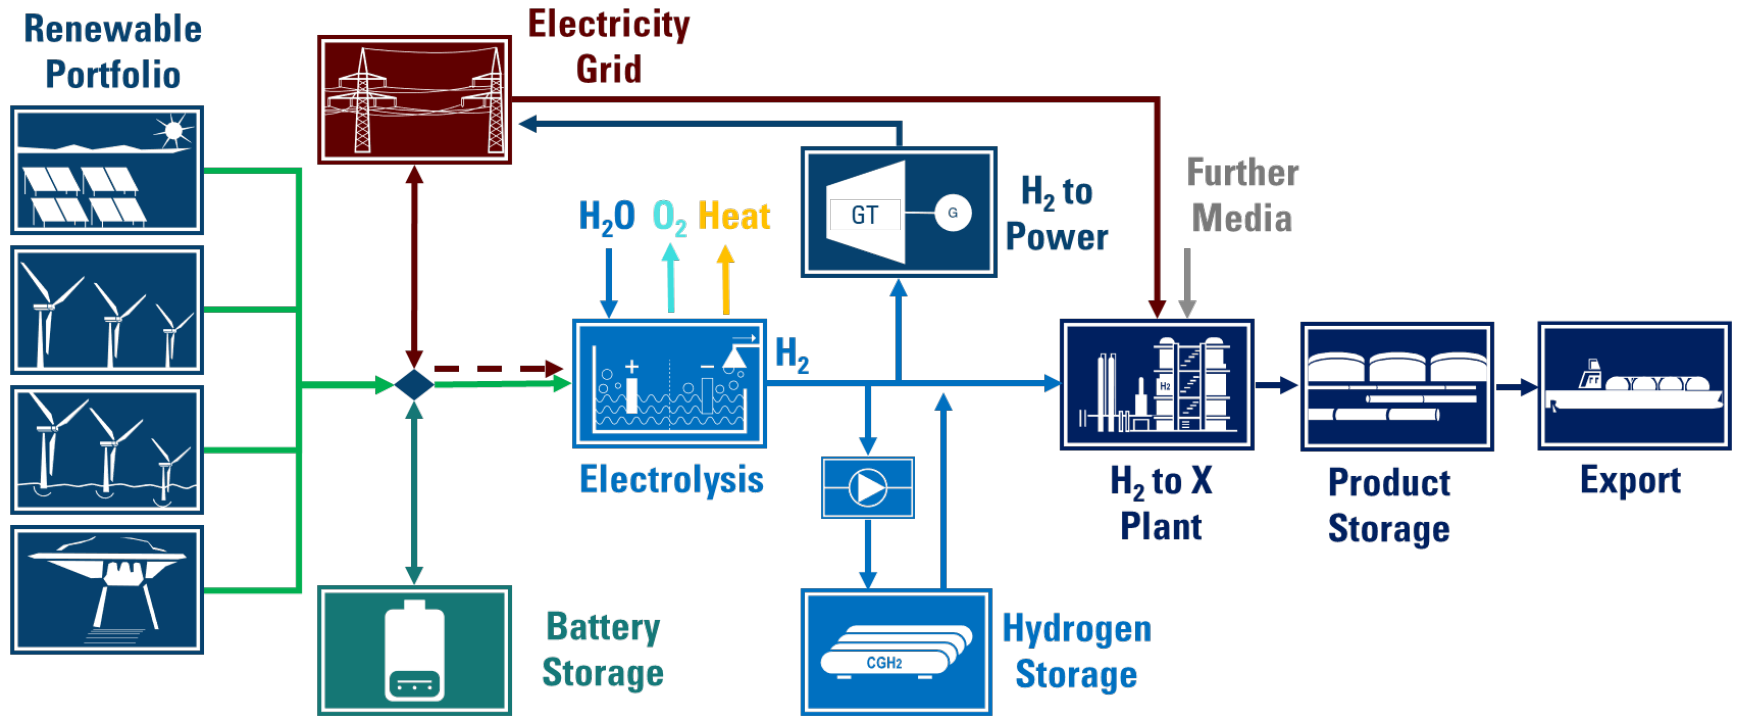 Renewable
Portfolio
Electricity
Grid
H₂O
O₂
Heat
GT
G
H₂ to
Power
Further
Media
+
−
H₂
Electrolysis
H₂
H₂ to X
Plant
Product
Storage
Export
Battery
Storage
CGH₂
Hydrogen
Storage